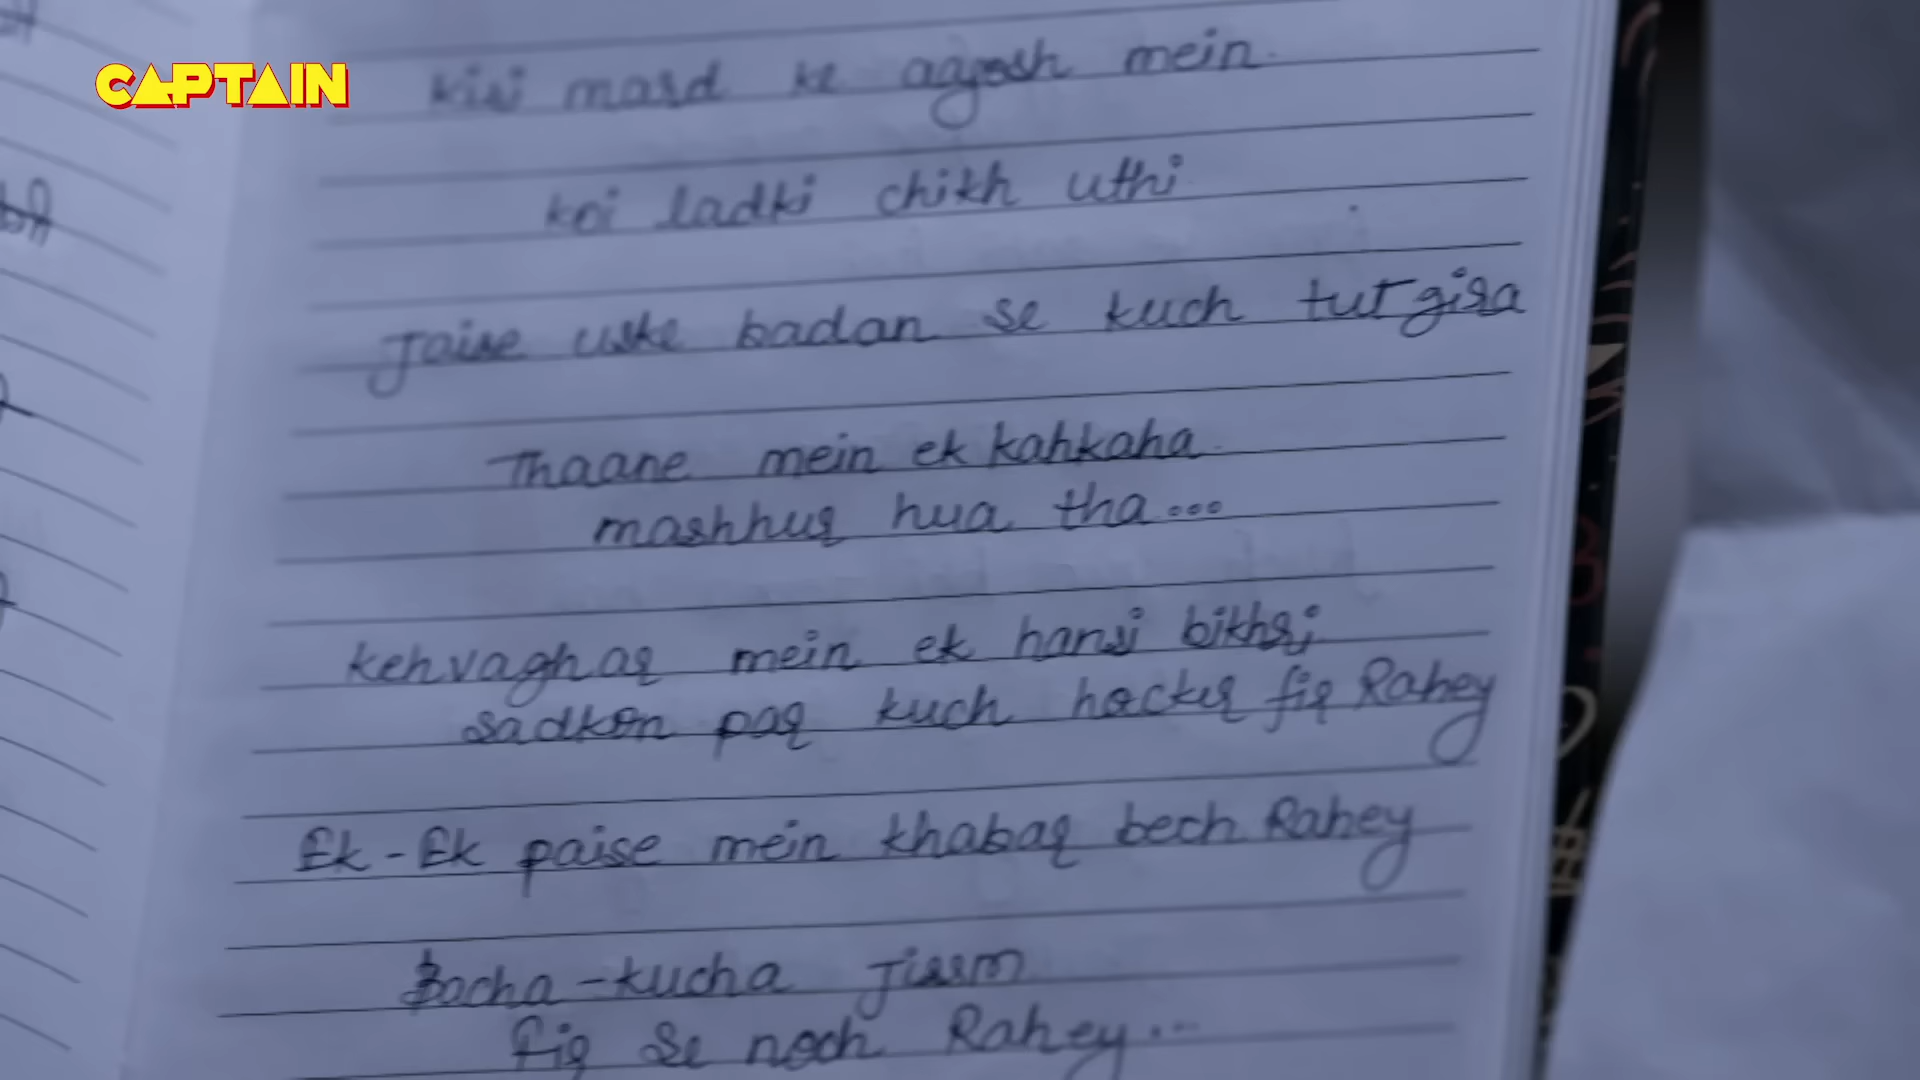 CAPTAIN
kisi mard ke aagosh mein
koi ladki chikh uthi
Jaise uske badan se kuch tut gira
Thaane mein ek kahkaha
mashhur hua tha...
kehvaghar mein ek hansi bikhri
sadkon par kuch hocker fir Rahey
Ek-Ek paise mein khabar bech Rahey
Bacha-kucha Jissm
fir se noch Rahey...